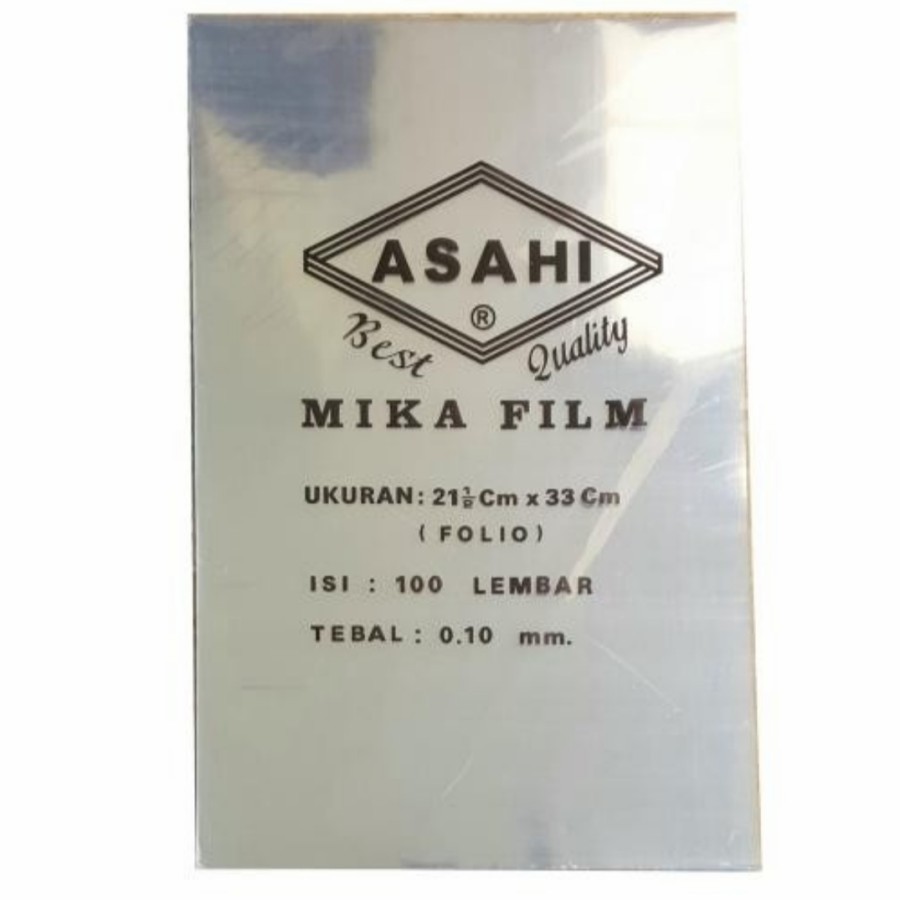 ASAHI
®
Best Quality
MIKA FILM
UKURAN: 21½ Cm x 33 Cm
( FOLIO )
ISI : 100 LEMBAR
TEBAL : 0.10 mm.